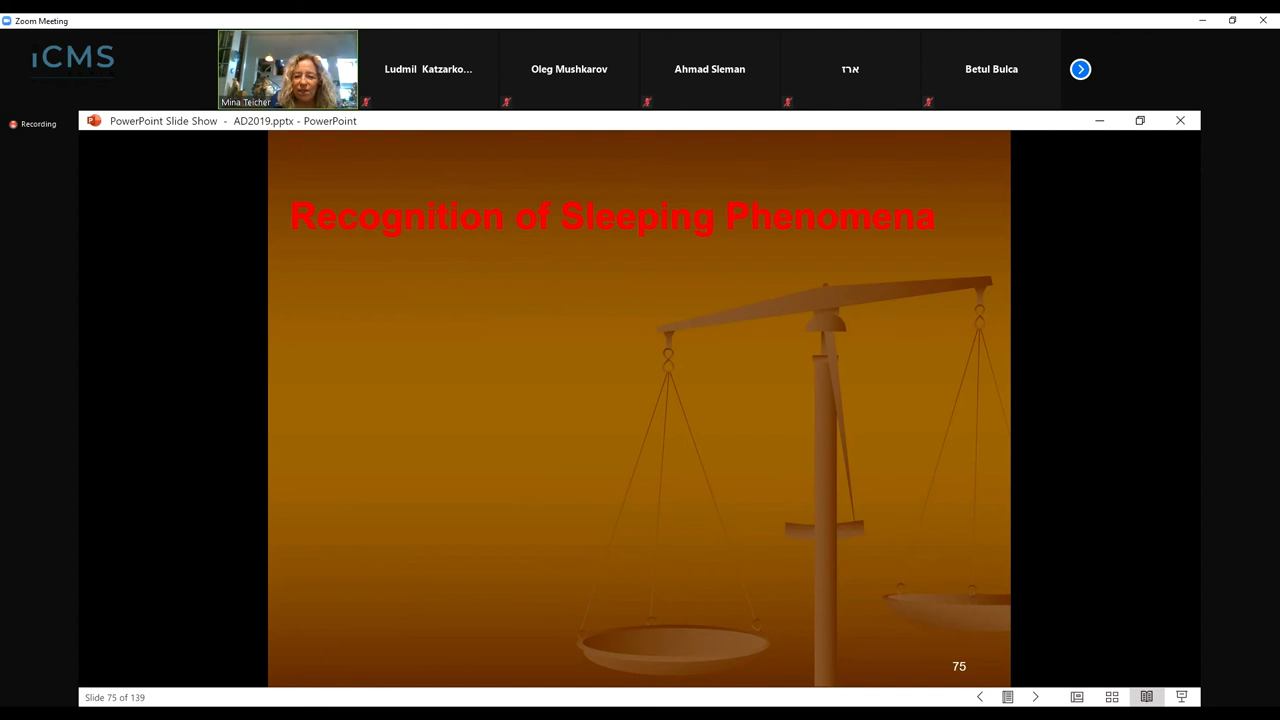 Zoom Meeting
iCMS
Mina Teicher
Ludmil Katzarko...
Oleg Mushkarov
Ahmad Sleman
ארז
Betul Bulca
Recording
PowerPoint Slide Show - AD2019.pptx - PowerPoint
Recognition of Sleeping Phenomena
75
Slide 75 of 139